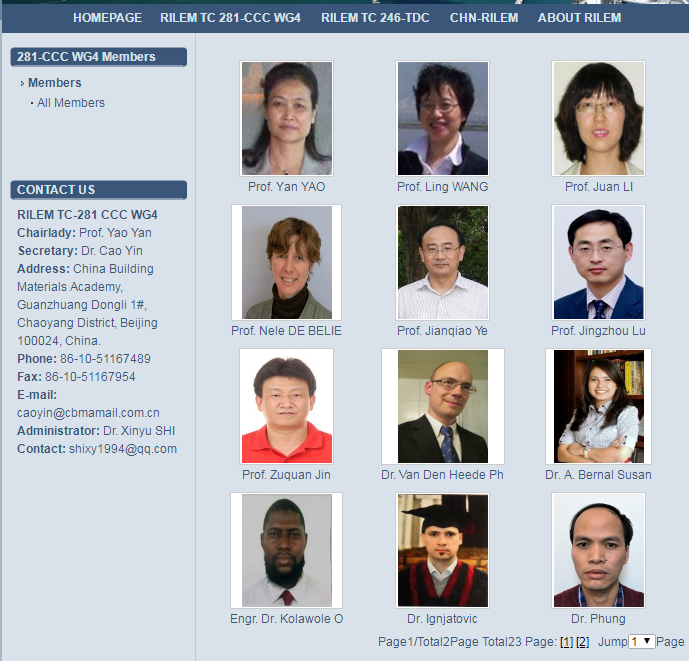 HOMEPAGE RILEM TC 281-CCC WG4 RILEM TC 246-TDC CHN-RILEM ABOUT RILEM
281-CCC WG4 Members
› Members
· All Members
CONTACT US
RILEM TC-281 CCC WG4
Chairlady: Prof. Yao Yan
Secretary: Dr. Cao Yin
Address: China Building
Materials Academy,
Guanzhuang Dongli 1#,
Chaoyang District, Beijing
100024, China.
Phone: 86-10-51167489
Fax: 86-10-51167954
E-mail:
caoyin@cbmamail.com.cn
Administrator: Dr. Xinyu SHI
Contact: shixy1994@qq.com
Prof. Yan YAO Prof. Ling WANG Prof. Juan LI
Prof. Nele DE BELIE Prof. Jianqiao Ye Prof. Jingzhou Lu
Prof. Zuquan Jin Dr. Van Den Heede Ph Dr. A. Bernal Susan
Engr. Dr. Kolawole O Dr. Ignjatovic Dr. Phung
Page1/Total2Page Total23 Page: [1] [2] Jump 1 Page